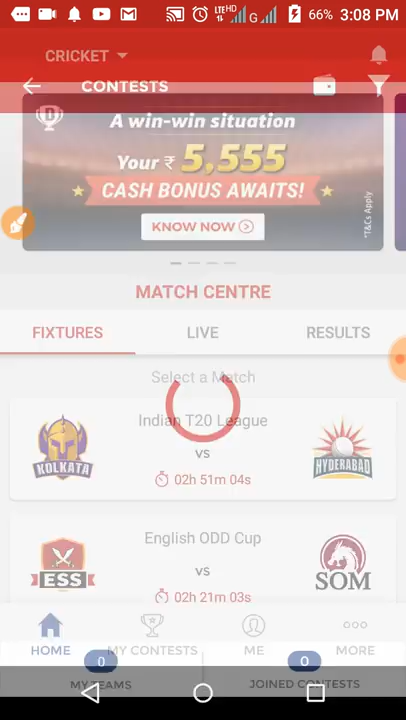 LTE HD
G
66% 3:08 PM
CRICKET
CONTESTS
D
A win-win situation
Your ₹ 5,555
CASH BONUS AWAITS!
KNOW NOW
*T&Cs Apply
MATCH CENTRE
FIXTURES LIVE RESULTS
Select a Match
Indian T20 League
KOLKATA vs HYDERABAD
02h 51m 04s
English ODD Cup
ESS vs SOM
02h 21m 03s
HOME MY CONTESTS ME MORE
0 0
MY TEAMS JOINED CONTESTS